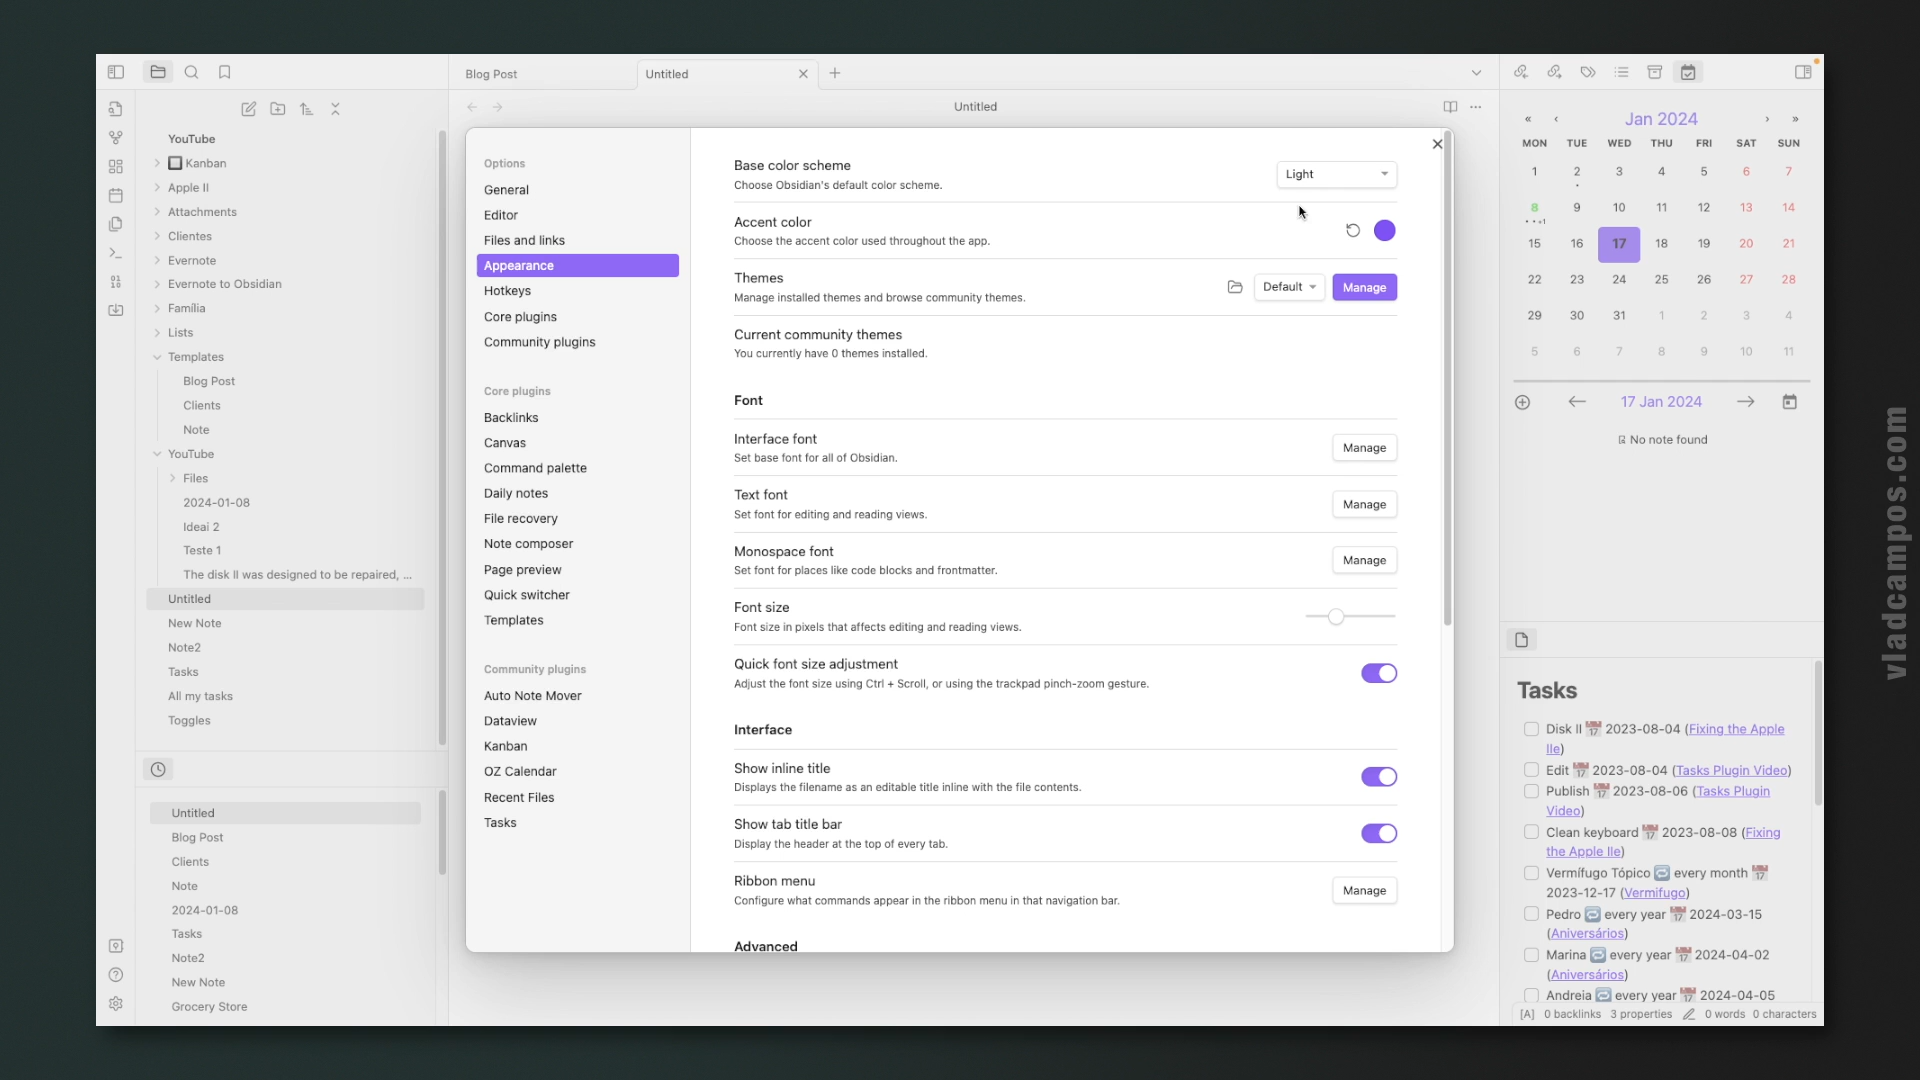 Blog Post
Untitled
Untitled
YouTube
Kanban
Apple II
Attachments
Clientes
Evernote
Evernote to Obsidian
Família
Lists
Templates
Blog Post
Clients
Note
YouTube
Files
2024-01-08
Ideai 2
Teste 1
The disk II was designed to be repaired, ...
Untitled
New Note
Note2
Tasks
All my tasks
Toggles
Untitled
Blog Post
Clients
Note
2024-01-08
Tasks
Note2
New Note
Grocery Store
Options
General
Editor
Files and links
Appearance
Hotkeys
Core plugins
Community plugins
Core plugins
Backlinks
Canvas
Command palette
Daily notes
File recovery
Note composer
Page preview
Quick switcher
Templates
Community plugins
Auto Note Mover
Dataview
Kanban
OZ Calendar
Recent Files
Tasks
Base color scheme
Choose Obsidian's default color scheme.
Light
Accent color
Choose the accent color used throughout the app.
Themes
Manage installed themes and browse community themes.
Default
Manage
Current community themes
You currently have 0 themes installed.
Font
Interface font
Set base font for all of Obsidian.
Manage
Text font
Set font for editing and reading views.
Manage
Monospace font
Set font for places like code blocks and frontmatter.
Manage
Font size
Font size in pixels that affects editing and reading views.
Quick font size adjustment
Adjust the font size using Ctrl + Scroll, or using the trackpad pinch-zoom gesture.
Interface
Show inline title
Displays the filename as an editable title inline with the file contents.
Show tab title bar
Display the header at the top of every tab.
Ribbon menu
Configure what commands appear in the ribbon menu in that navigation bar.
Manage
Advanced
Jan 2024
MON TUE WED THU FRI SAT SUN
1 2 3 4 5 6 7
8 9 10 11 12 13 14
15 16 17 18 19 20 21
22 23 24 25 26 27 28
29 30 31 1 2 3 4
5 6 7 8 9 10 11
17 Jan 2024
No note found
Tasks
Disk II 📅 2023-08-04 (Fixing the Apple
IIe)
Edit 📅 2023-08-04 (Tasks Plugin Video)
Publish 📅 2023-08-06 (Tasks Plugin
Video)
Clean keyboard 📅 2023-08-08 (Fixing
the Apple IIe)
Vermífugo Tópico 🔁 every month 📅
2023-12-17 (Vermifugo)
Pedro 🔁 every year 📅 2024-03-15
(Aniversários)
Marina 🔁 every year 📅 2024-04-02
(Aniversários)
Andreia 🔁 every year 📅 2024-04-05
[A] 0 backlinks 3 properties 0 words 0 characters
vladcampos.com